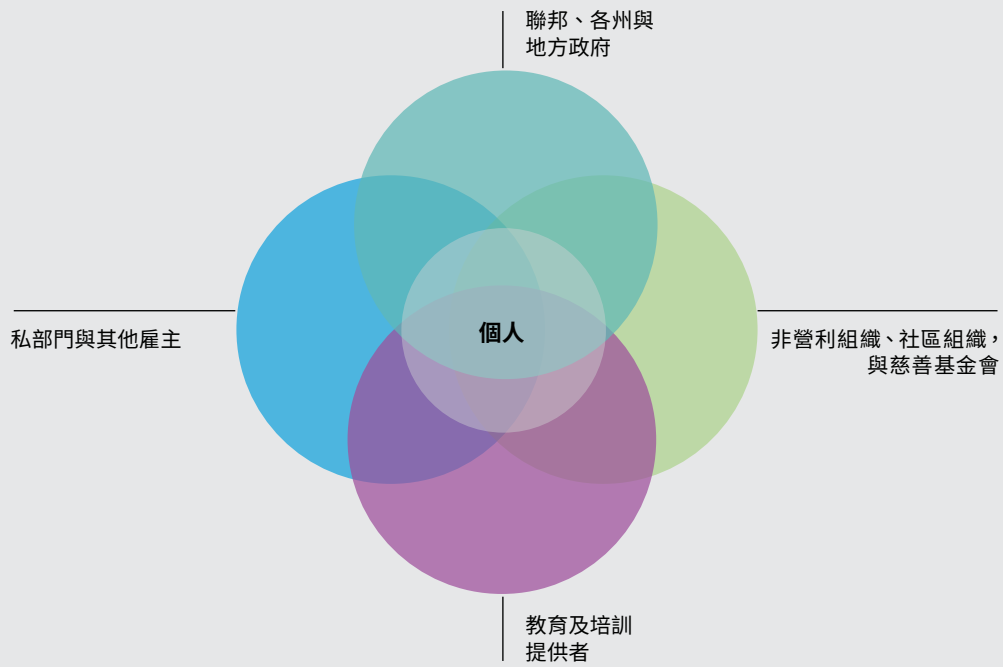 聯邦、各州與
地方政府
私部門與其他雇主
個人
非營利組織、社區組織，
與慈善基金會
教育及培訓
提供者